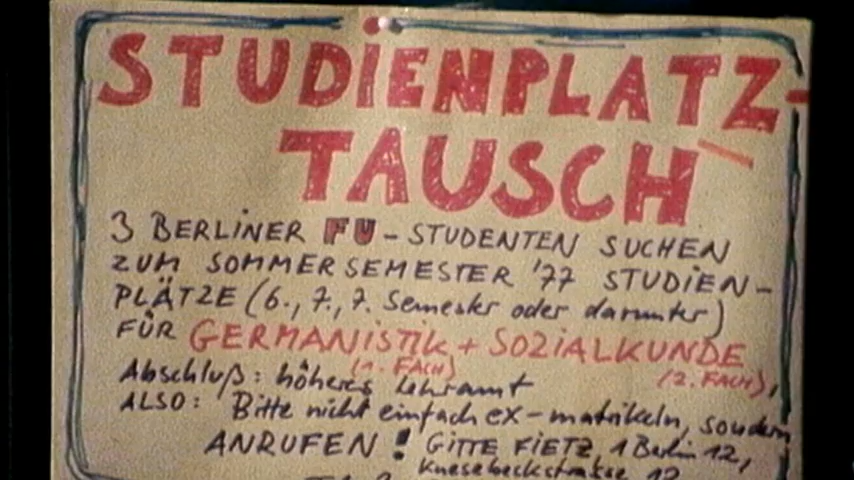 STUDIENPLATZ-
TAUSCH
3 BERLINER FU - STUDENTEN SUCHEN
ZUM SOMMERSEMESTER '77 STUDIEN-
PLÄTZE (6., 7., 7. Semester oder darunter)
FÜR GERMANISTIK + SOZIALKUNDE
(1. FACH) (2. FACH),
Abschluß: höheres Lehramt
ALSO: Bitte nicht einfach ex-matrikeln, sondern
ANRUFEN! GITTE FIETZ, 1 Berlin 12,
Knesebeckstrasse 12